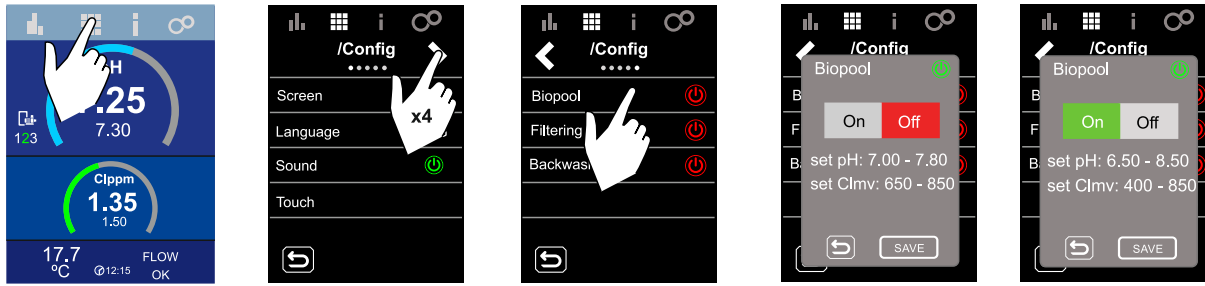 H
.25
7.30
123
Clppm
1.35
1.50
17.7
ºC
12:15
FLOW
OK
/Config
Screen
Language
Sound
Touch
x4
/Config
Biopool
Filtering
Backwas
/Config
Biopool
On Off
set pH: 7.00 - 7.80
set Clmv: 650 - 850
SAVE
B
F
B
/Config
Biopool
On Off
set pH: 6.50 - 8.50
set Clmv: 400 - 850
SAVE
B
F
B